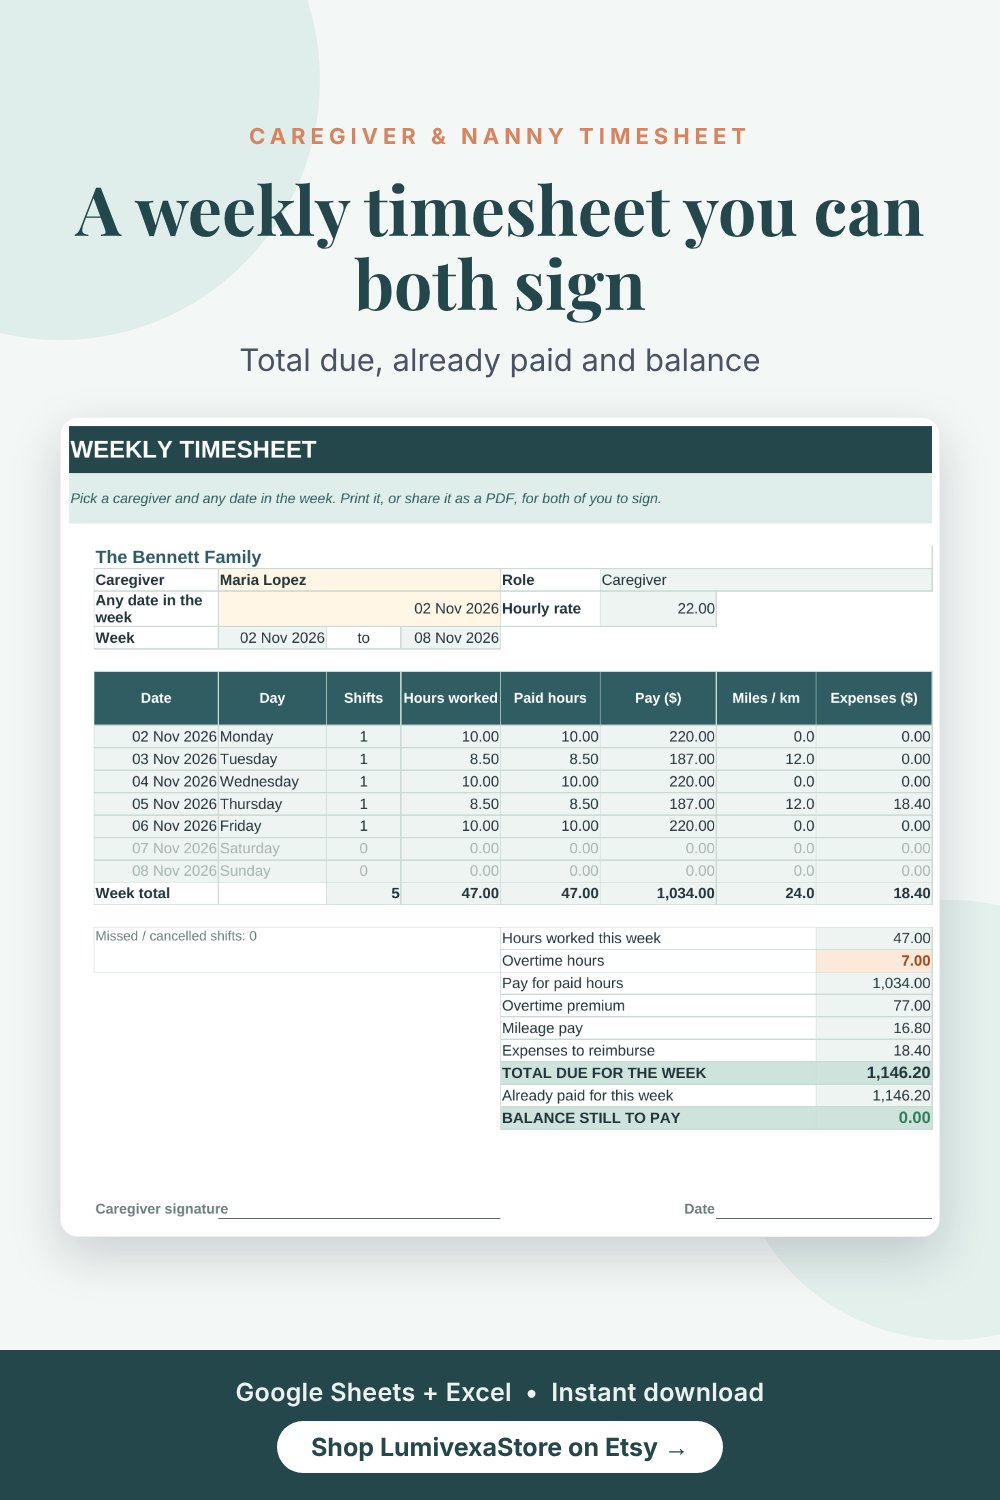 CAREGIVER & NANNY TIMESHEET
A weekly timesheet you can
both sign
Total due, already paid and balance
WEEKLY TIMESHEET
Pick a caregiver and any date in the week. Print it, or share it as a PDF, for both of you to sign.
The Bennett Family
Caregiver Maria Lopez Role Caregiver
Any date in the week 02 Nov 2026 Hourly rate 22.00
Week 02 Nov 2026 to 08 Nov 2026
Date Day Shifts Hours worked Paid hours Pay ($) Miles / km Expenses ($)
02 Nov 2026 Monday 1 10.00 10.00 220.00 0.0 0.00
03 Nov 2026 Tuesday 1 8.50 8.50 187.00 12.0 0.00
04 Nov 2026 Wednesday 1 10.00 10.00 220.00 0.0 0.00
05 Nov 2026 Thursday 1 8.50 8.50 187.00 12.0 18.40
06 Nov 2026 Friday 1 10.00 10.00 220.00 0.0 0.00
07 Nov 2026 Saturday 0 0.00 0.00 0.00 0.0 0.00
08 Nov 2026 Sunday 0 0.00 0.00 0.00 0.0 0.00
Week total 5 47.00 47.00 1,034.00 24.0 18.40
Missed / cancelled shifts: 0
Hours worked this week 47.00
Overtime hours 7.00
Pay for paid hours 1,034.00
Overtime premium 77.00
Mileage pay 16.80
Expenses to reimburse 18.40
TOTAL DUE FOR THE WEEK 1,146.20
Already paid for this week 1,146.20
BALANCE STILL TO PAY 0.00
Caregiver signature Date
Google Sheets + Excel • Instant download
Shop LumivexaStore on Etsy →